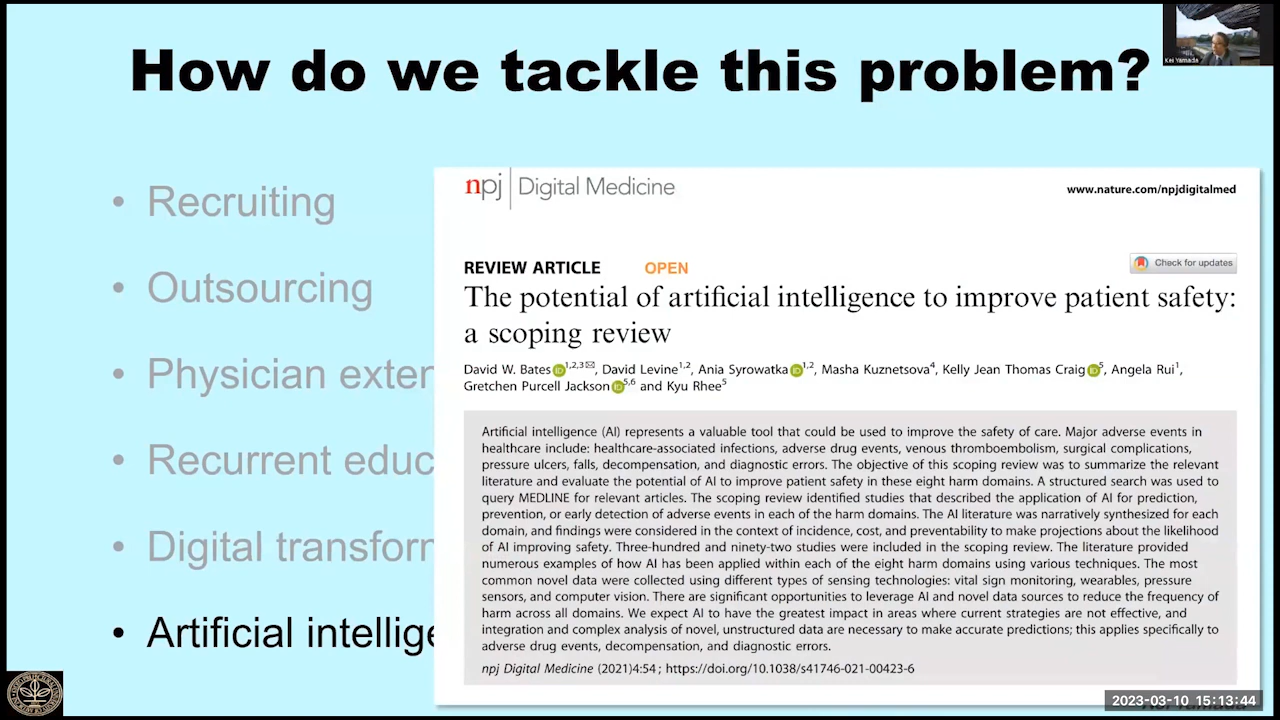 How do we tackle this problem?
Kei Yamada
• Recruiting
• Outsourcing
• Physician exten
• Recurrent educ
• Digital transforn
• Artificial intellige
npj | Digital Medicine
www.nature.com/npjdigitalmed
REVIEW ARTICLE OPEN
Check for updates
The potential of artificial intelligence to improve patient safety:
a scoping review
David W. Bates 1,2,3✉, David Levine1,2, Ania Syrowatka 1,2, Masha Kuznetsova4, Kelly Jean Thomas Craig 5, Angela Rui1,
Gretchen Purcell Jackson 5,6 and Kyu Rhee5
Artificial intelligence (AI) represents a valuable tool that could be used to improve the safety of care. Major adverse events in
healthcare include: healthcare-associated infections, adverse drug events, venous thromboembolism, surgical complications,
pressure ulcers, falls, decompensation, and diagnostic errors. The objective of this scoping review was to summarize the relevant
literature and evaluate the potential of AI to improve patient safety in these eight harm domains. A structured search was used to
query MEDLINE for relevant articles. The scoping review identified studies that described the application of AI for prediction,
prevention, or early detection of adverse events in each of the harm domains. The AI literature was narratively synthesized for each
domain, and findings were considered in the context of incidence, cost, and preventability to make projections about the likelihood
of AI improving safety. Three-hundred and ninety-two studies were included in the scoping review. The literature provided
numerous examples of how AI has been applied within each of the eight harm domains using various techniques. The most
common novel data were collected using different types of sensing technologies: vital sign monitoring, wearables, pressure
sensors, and computer vision. There are significant opportunities to leverage AI and novel data sources to reduce the frequency of
harm across all domains. We expect AI to have the greatest impact in areas where current strategies are not effective, and
integration and complex analysis of novel, unstructured data are necessary to make accurate predictions; this applies specifically to
adverse drug events, decompensation, and diagnostic errors.
npj Digital Medicine (2021)4:54 ; https://doi.org/10.1038/s41746-021-00423-6
2023-03-10 15:13:44